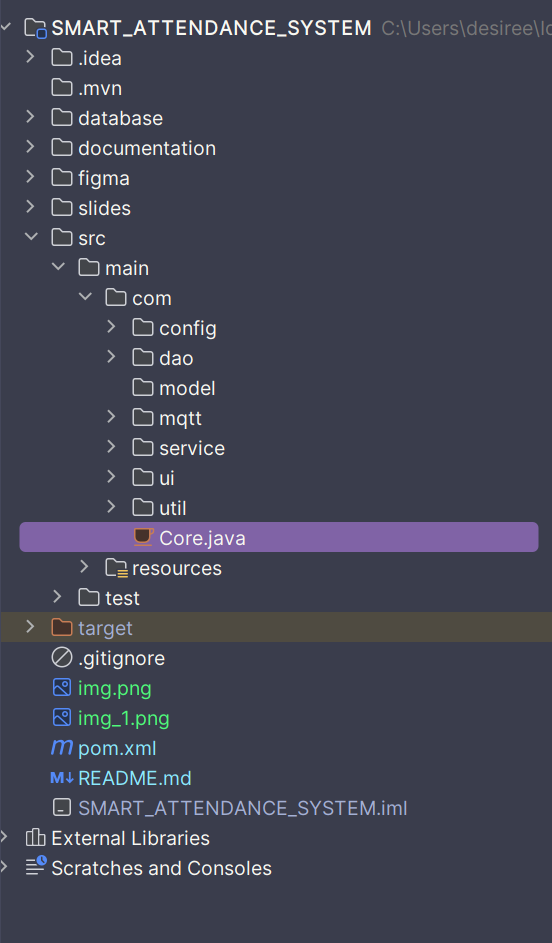 SMART_ATTENDANCE_SYSTEM C:\Users\desiree\
.idea
.mvn
database
documentation
figma
slides
src
main
com
config
dao
model
mqtt
service
ui
util
Core.java
resources
test
target
.gitignore
img.png
img_1.png
m pom.xml
M↓ README.md
SMART_ATTENDANCE_SYSTEM.iml
External Libraries
Scratches and Consoles